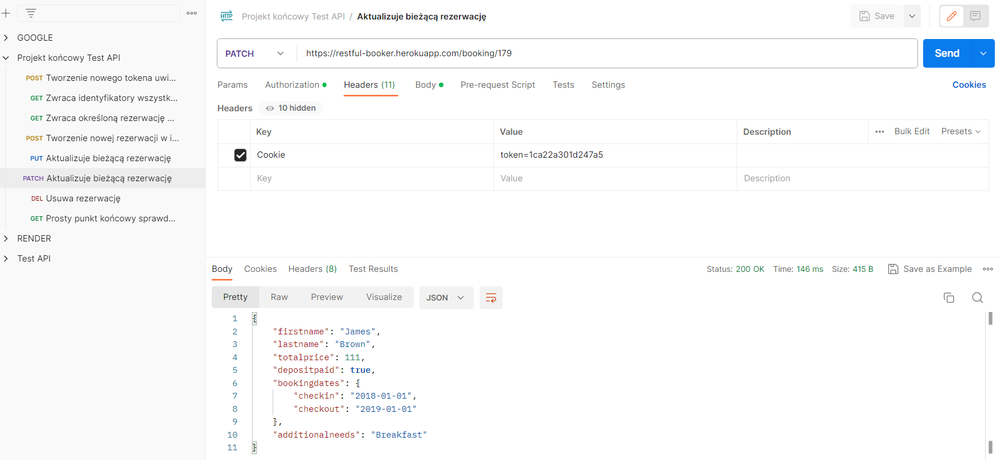 GOOGLE
Projekt końcowy Test API
POST Tworzenie nowego tokena uwi...
GET Zwraca identyfikatory wszystk...
GET Zwraca określoną rezerwację ...
POST Tworzenie nowej rezerwacji w i...
PUT Aktualizuje bieżącą rezerwację
PATCH Aktualizuje bieżącą rezerwację
DEL Usuwa rezerwację
GET Prosty punkt końcowy sprawd...
RENDER
Test API
HTTP Projekt końcowy Test API / Aktualizuje bieżącą rezerwację
Save
PATCH https://restful-booker.herokuapp.com/booking/179 Send
Params Authorization Headers (11) Body Pre-request Script Tests Settings Cookies
Headers 10 hidden
Key Value Description Bulk Edit Presets
Cookie token=1ca22a301d247a5
Key Value Description
Body Cookies Headers (8) Test Results Status: 200 OK Time: 146 ms Size: 415 B Save as Example
Pretty Raw Preview Visualize JSON
1 {
2 "firstname": "James",
3 "lastname": "Brown",
4 "totalprice": 111,
5 "depositpaid": true,
6 "bookingdates": {
7 "checkin": "2018-01-01",
8 "checkout": "2019-01-01"
9 },
10 "additionalneeds": "Breakfast"
11 }